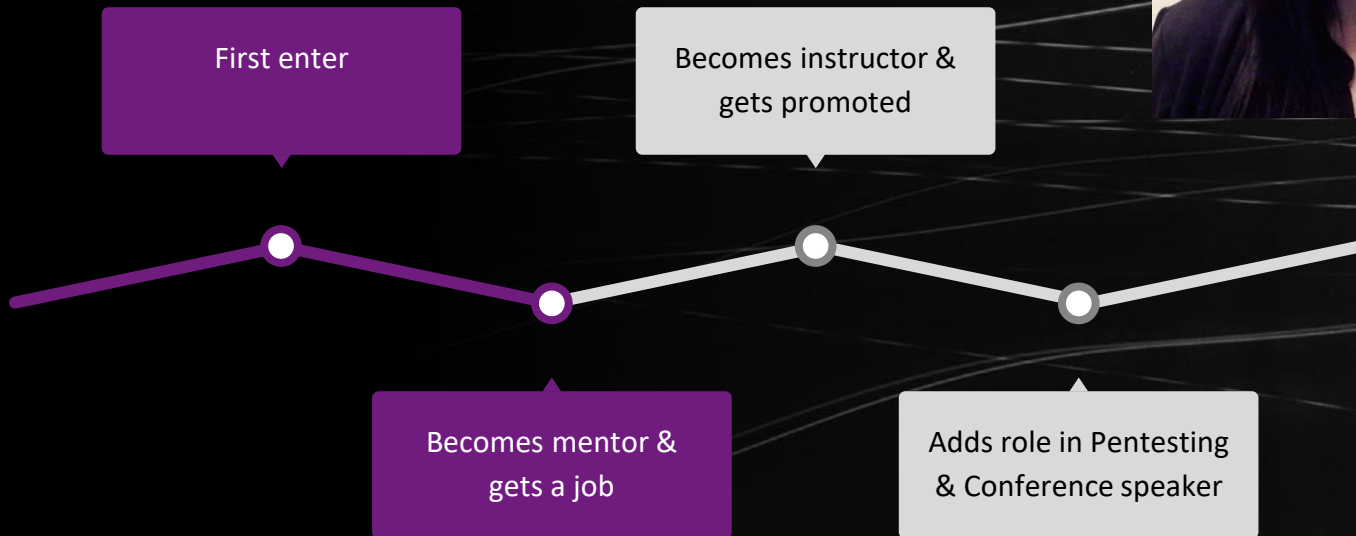 First enter
Becomes mentor &
gets a job
Becomes instructor &
gets promoted
Adds role in Pentesting
& Conference speaker